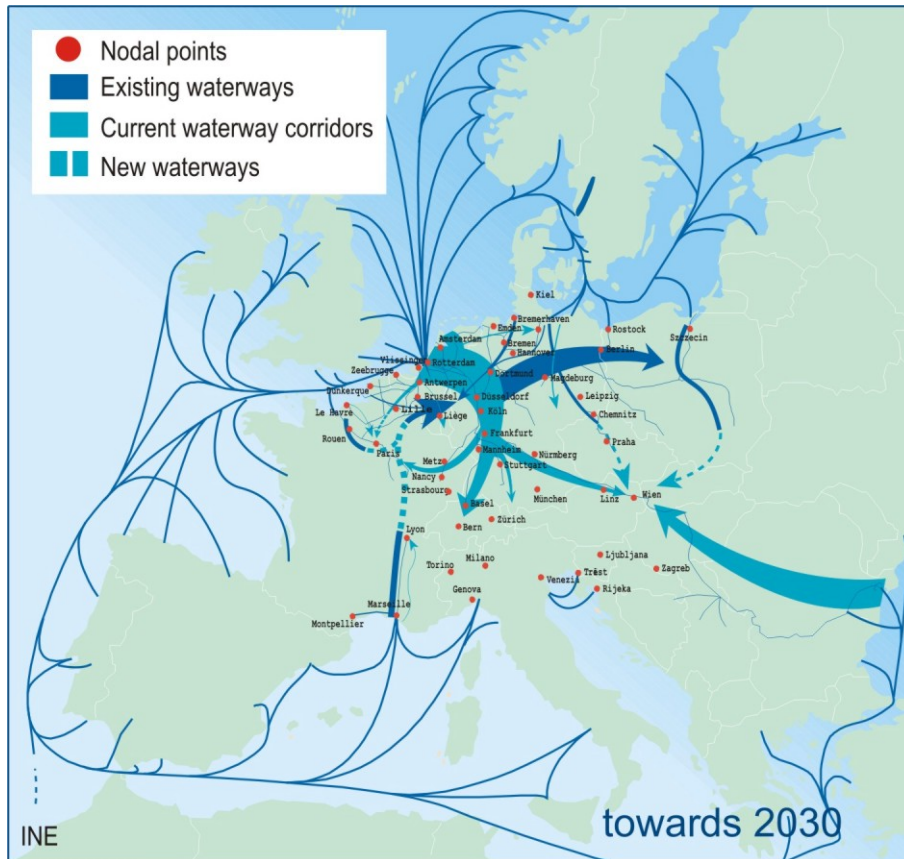 Nodal points
Existing waterways
Current waterway corridors
New waterways
Kiel
Bremerhaven
Emden
Rostock
Szczecin
Amsterdam
Bremen
Hannover
Berlin
Vlissingen
Rotterdam
Zeebrugge
Dortmund
Magdeburg
Dunkerque
Antwerpen
Brussel
Düsseldorf
Leipzig
Le Havre
Lille
Liège
Köln
Chemnitz
Rouen
Frankfurt
Praha
Paris
Mannheim
Nürmberg
Metz
Stuttgart
Nancy
Strasbourg
München
Linz
Wien
Basel
Zürich
Bern
Lyon
Ljubljana
Milano
Torino
Trёst
Zagreb
Venezia
Genova
Rijeka
Marseille
Montpellier
INE
towards 2030